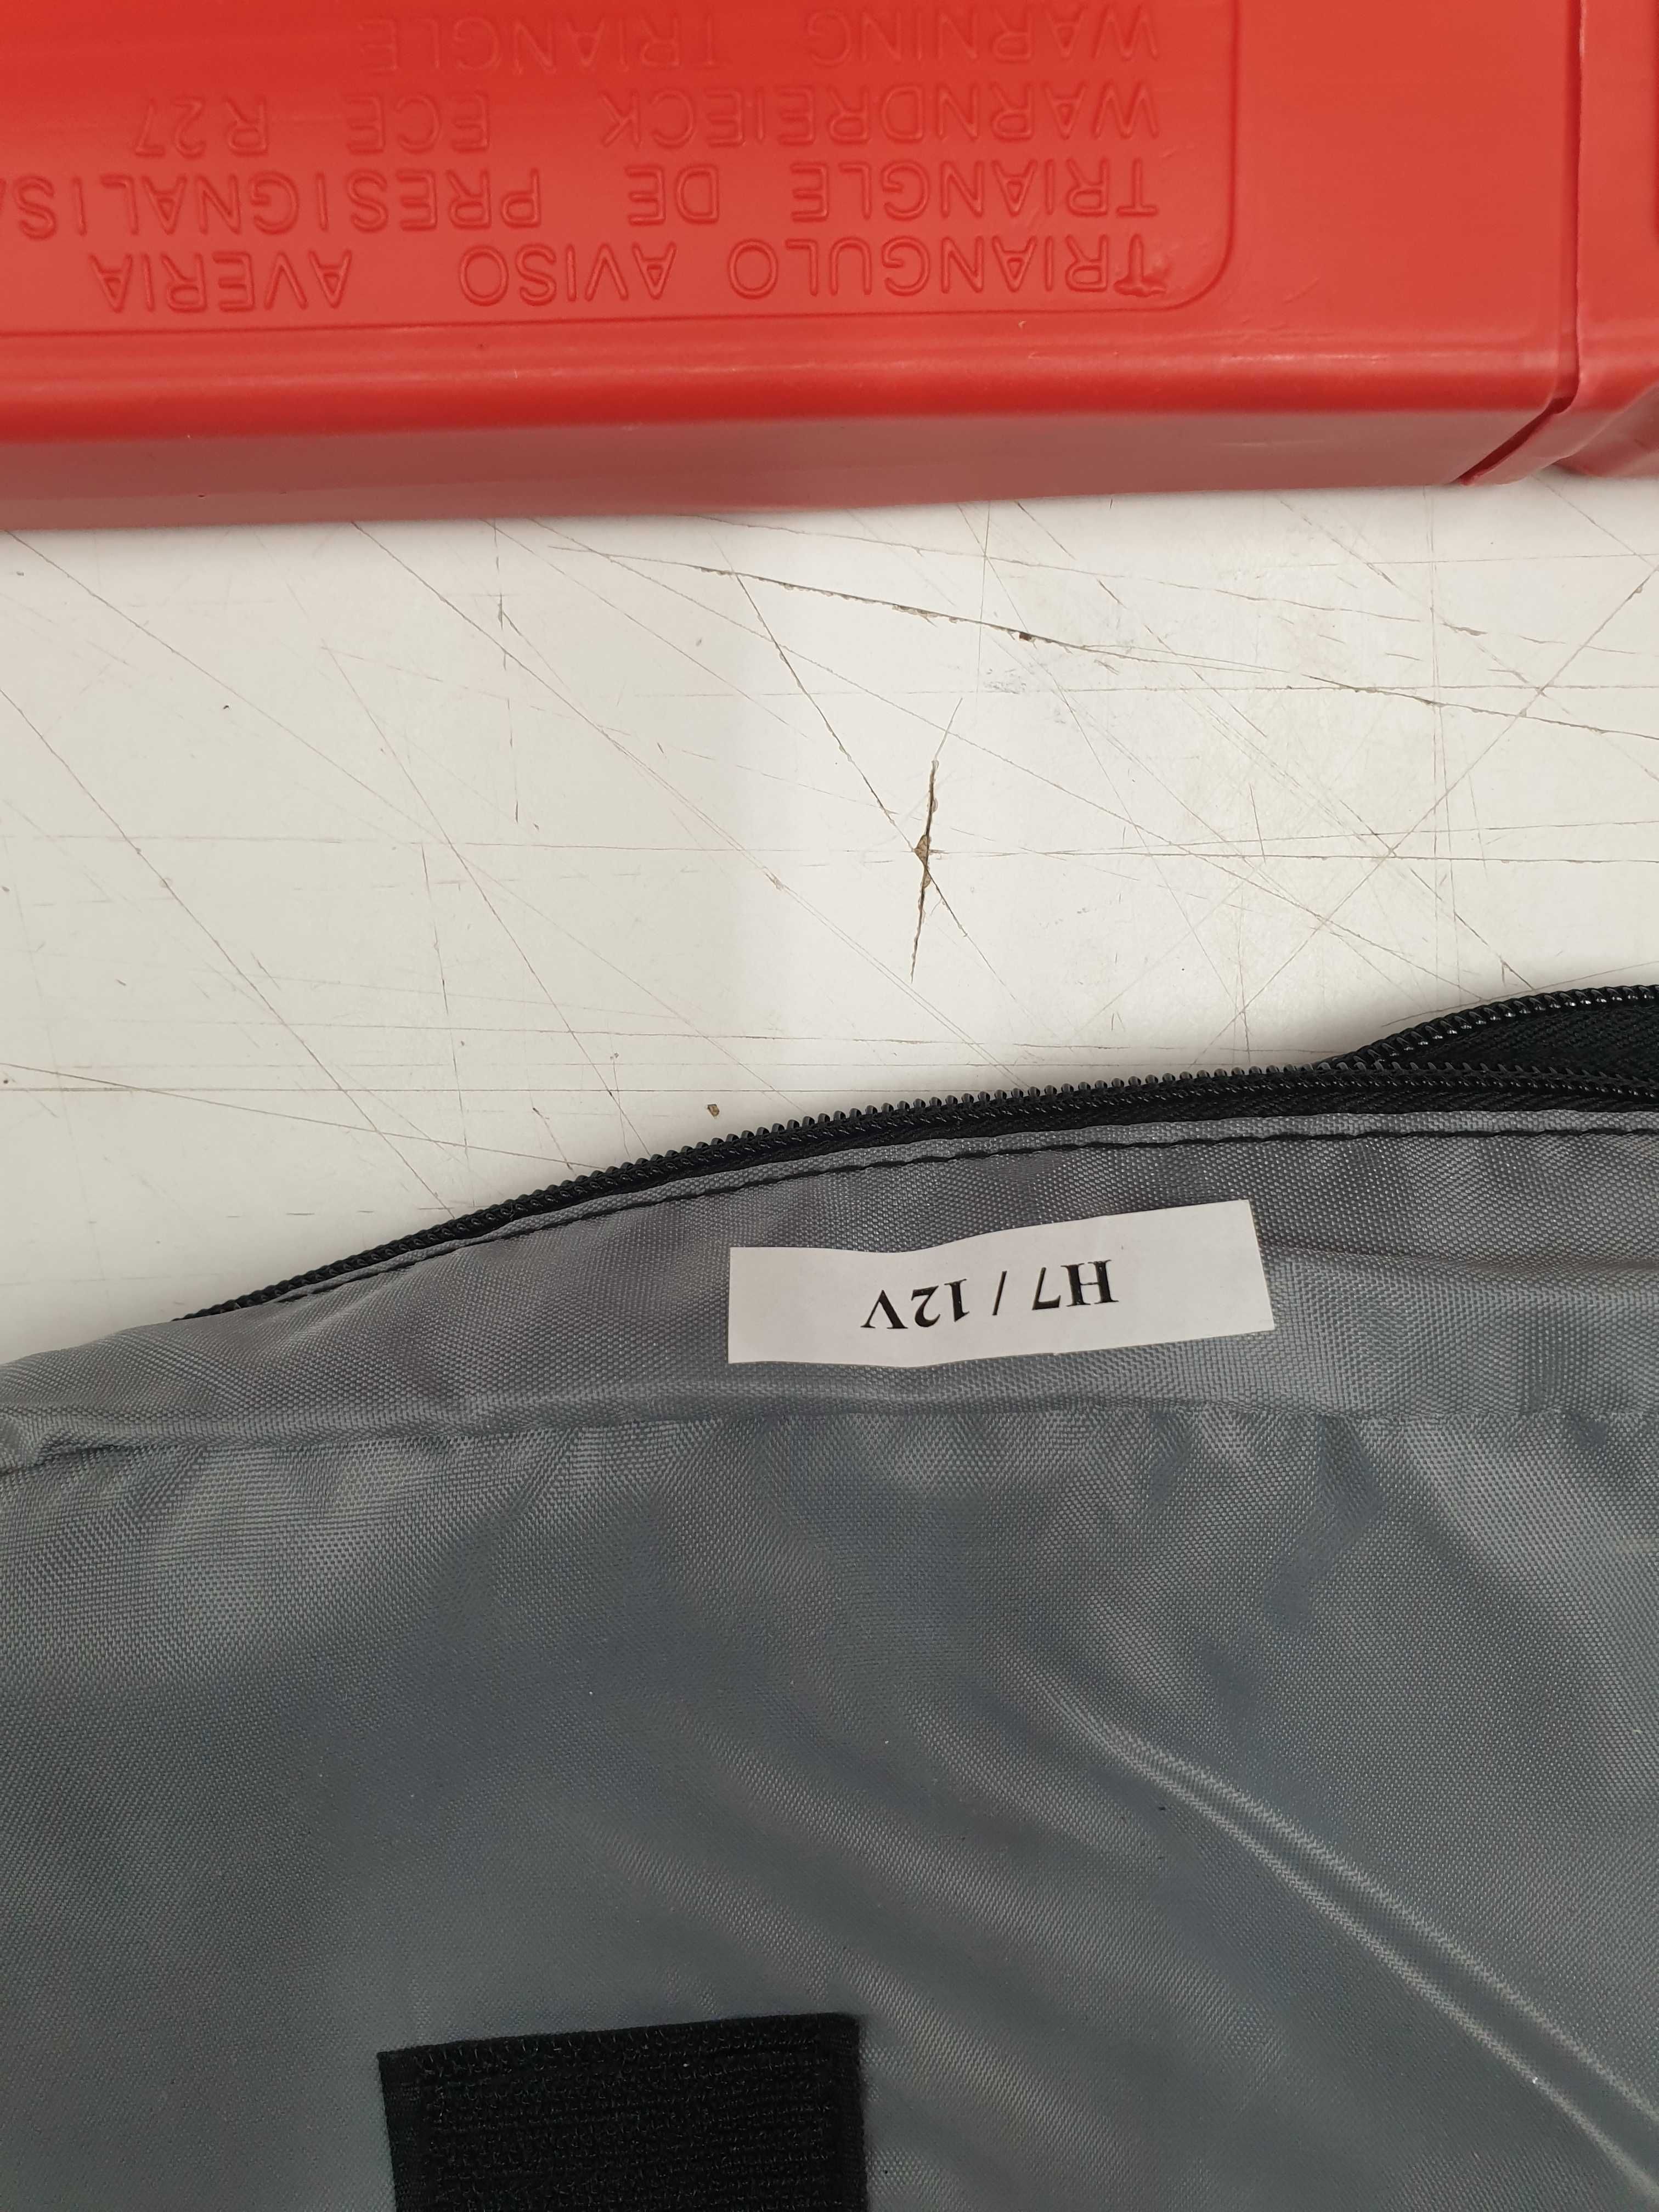 H7 / 12V
TRIANGULO AVISO AVERIA
TRIANGLE DE PRESIGNALISA
WARNDREIECK ECE R27
WARNING TRIANGLE